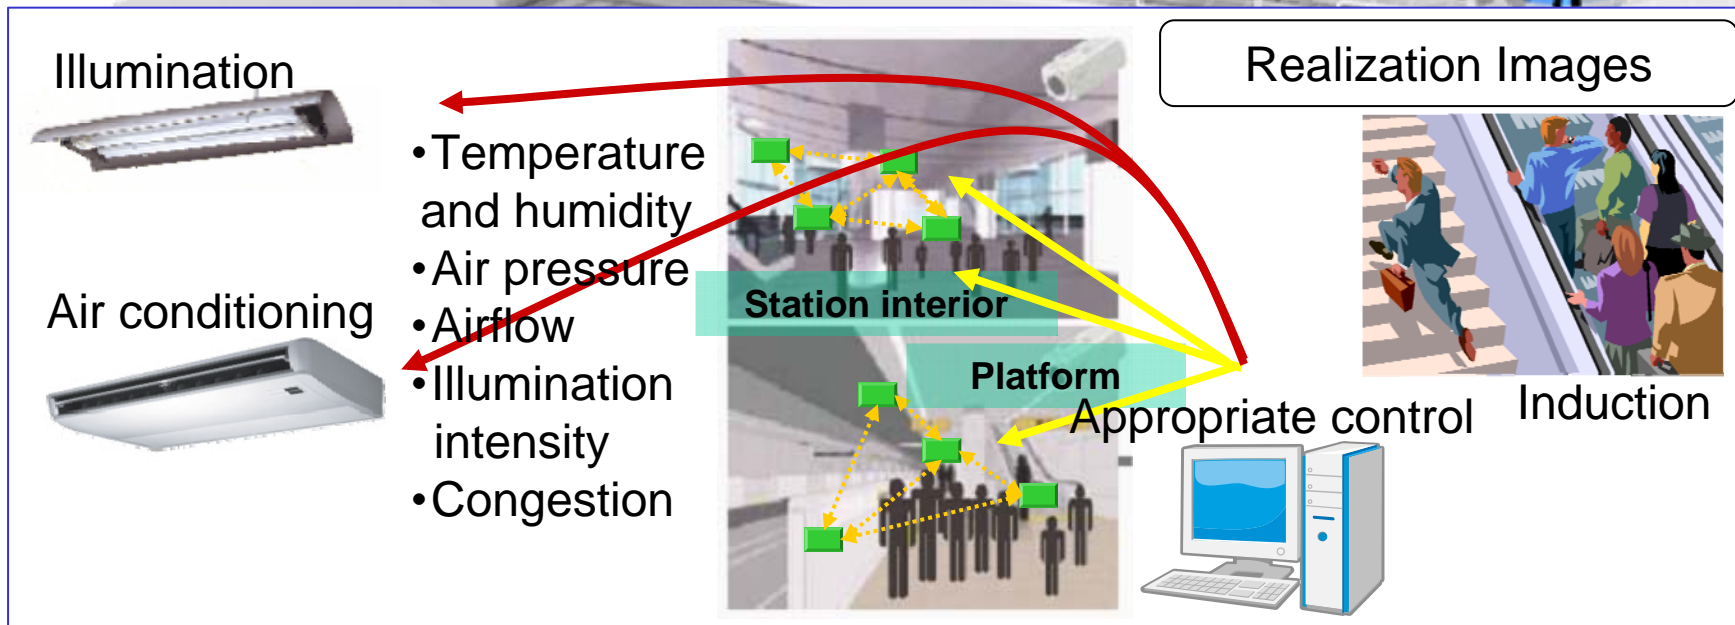 Realization Images
Illumination
•Temperature
and humidity
•Air pressure
•Airflow
•Illumination
intensity
•Congestion
Air conditioning
Station interior
Platform
Appropriate control
Induction